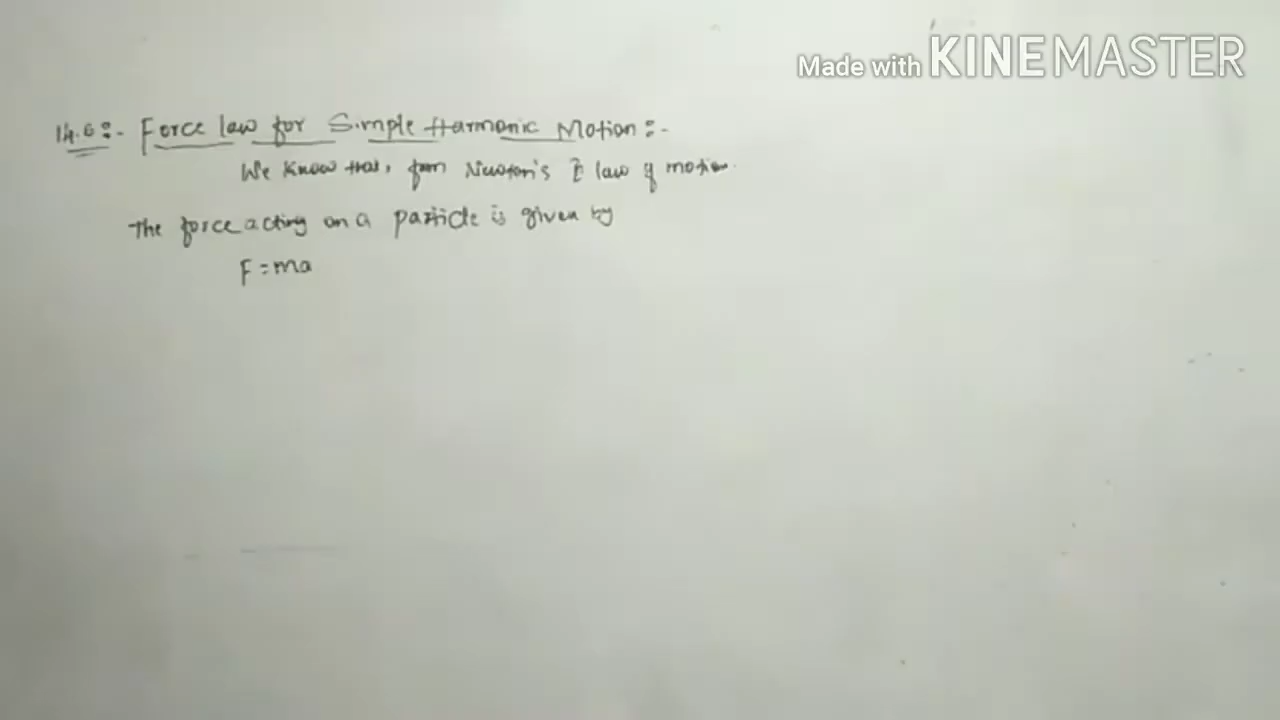 Made with KINEMASTER
14.6:- Force law for Simple Harmonic Motion:-
We know that, from Newton's law of motion.
The force acting on a particle is given by
F=ma